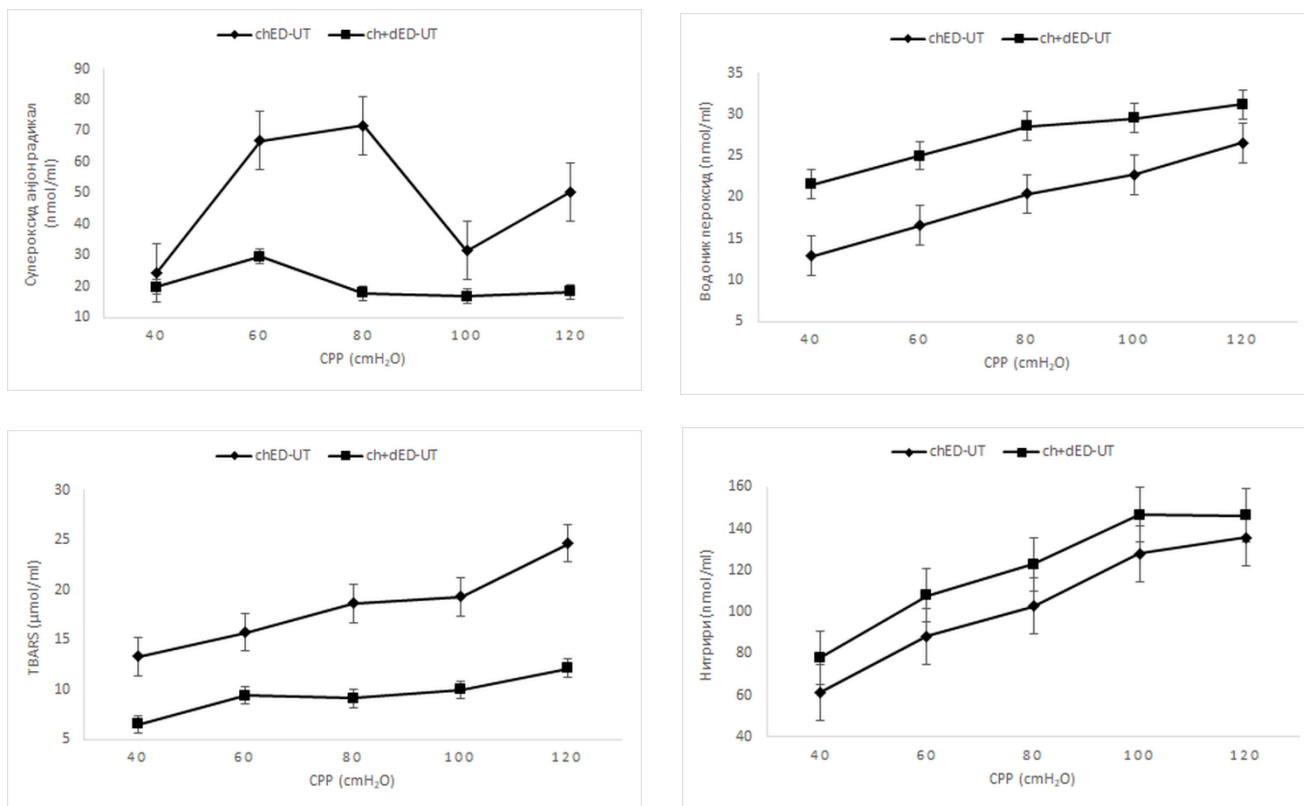 chED-UT ch+dED-UT
90
80
70
60
50
40
30
20
10
Супероксид анјон радикал
(nmol/ml)
40 60 80 100 120
CPP (cmH₂O)
chED-UT ch+dED-UT
35
30
25
20
15
10
5
Водоник пероксид (nmol/ml)
40 60 80 100 120
CPP (cmH₂O)
chED-UT ch+dED-UT
30
25
20
15
10
5
TBARS (μmol/ml)
40 60 80 100 120
CPP (cmH₂O)
chED-UT ch+dED-UT
160
140
120
100
80
60
40
Нитрири (nmol/ml)
40 60 80 100 120
CPP (cmH₂O)